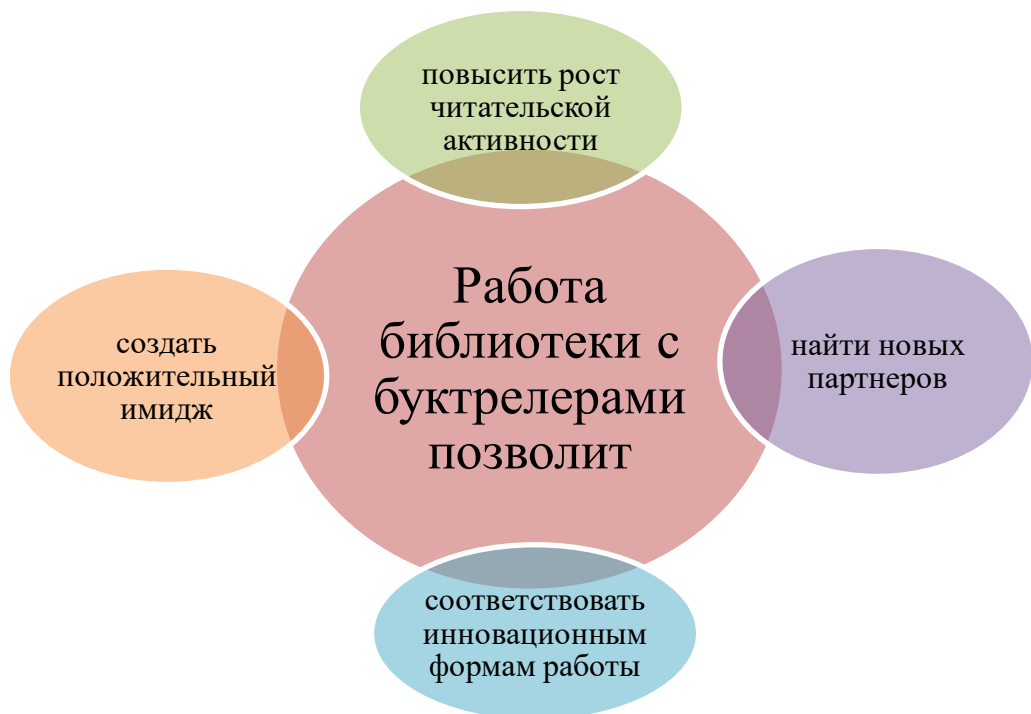 повысить рост
читательской
активности
Работа
библиотеки с
буктрелерами
позволит
найти новых
партнеров
соответствовать
инновационным
формам работы
создать
положительный
имидж